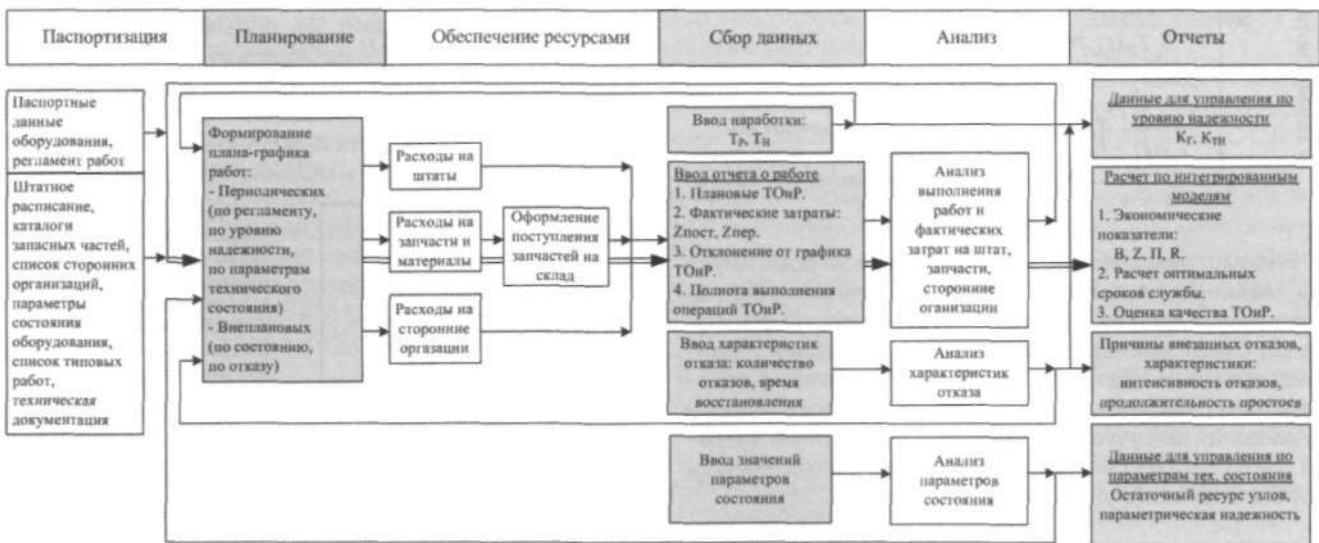 Паспортизация
Планирование
Обеспечение ресурсами
Сбор данных
Анализ
Отчеты
Паспортные
данные
оборудования,
регламент работ
Штатное
расписание,
каталоги
запасных частей,
список сторонних
организаций,
параметры
состояния
оборудования,
список типовых
работ,
техническая
документация
Формирование
плана-графика
работ:
- Периодических
(по регламенту,
по уровню
надежности,
по параметрам
технического
состояния)
- Внеплановых
(по состоянию,
по отказу)
Расходы на
штаты
Расходы на
запчасти и
материалы
Расходы на
сторонние
оргазации
Оформление
поступления
запчастей на
склад
Ввод наработки:
Tр, Tн
Ввод отчета о работе
1. Плановые ТОиР.
2. Фактические затраты:
Zпост, Zпер.
3. Отклонение от графика
ТОиР.
4. Полнота выполнения
операций ТОиР.
Ввод характеристик
отказа: количество
отказов, время
восстановления
Ввод значений
параметров
состояния
Анализ
выполнения
работ и
фактических
затрат на штат,
запчасти,
сторонние
оганизации
Анализ
характеристик
отказа
Анализ
параметров
состояния
Данные для управления по
уровню надежности
Kг, Kти
Расчет по интегрированным
моделям
1. Экономические
показатели:
B, Z, П, R.
2. Расчет оптимальных
сроков службы.
3. Оценка качества ТОиР.
Причины внезапных отказов,
характеристики:
интенсивность отказов,
продолжительность простоев
Данные для управления по
параметрам тех. состояния
Остаточный ресурс узлов,
параметрическая надежность